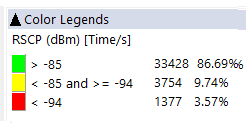 Color Legends
RSCP (dBm) [Time/s]
> -85 33428 86.69%
< -85 and >= -94 3754 9.74%
< -94 1377 3.57%